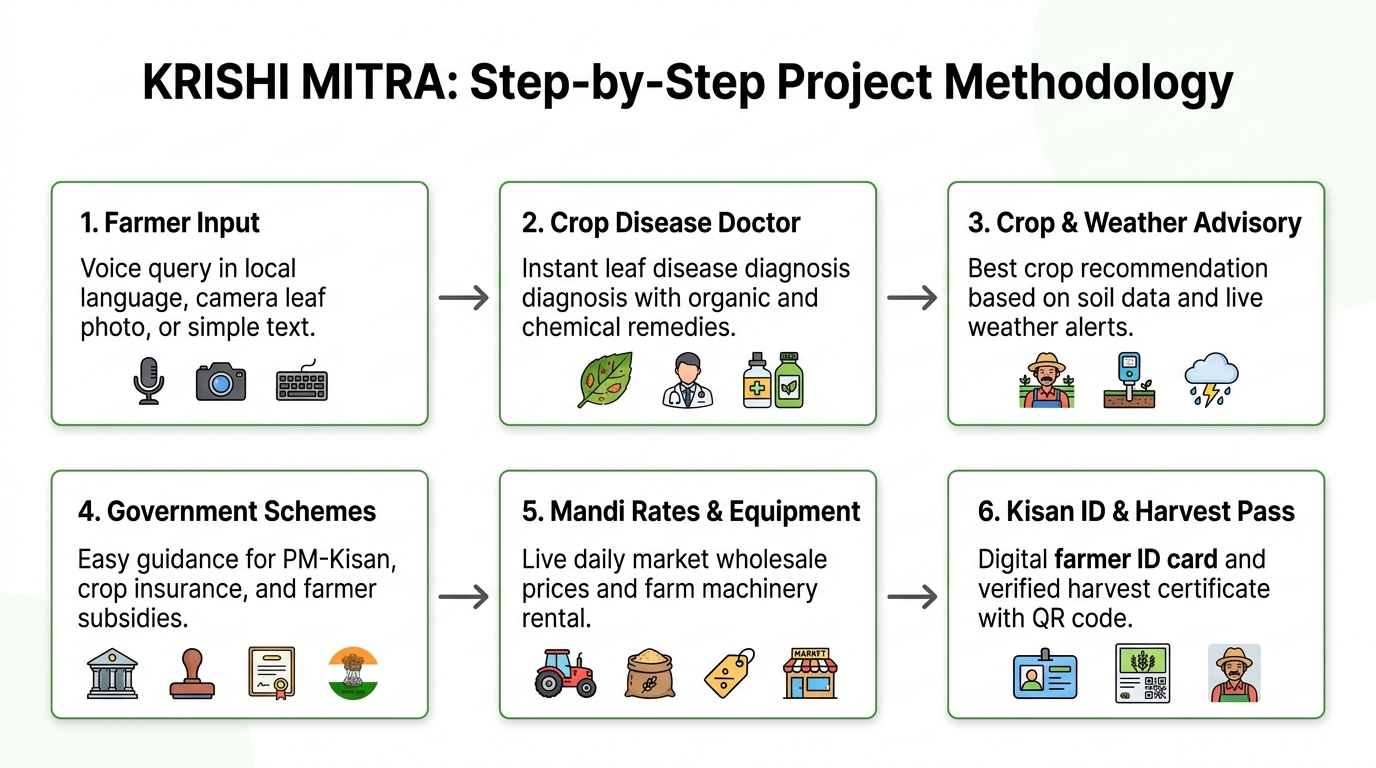 KRISHI MITRA: Step-by-Step Project Methodology
1. Farmer Input
Voice query in local
language, camera leaf
photo, or simple text.
2. Crop Disease Doctor
Instant leaf disease diagnosis
diagnosis with organic and
chemical remedies.
3. Crop & Weather Advisory
Best crop recommendation
based on soil data and live
weather alerts.
4. Government Schemes
Easy guidance for PM-Kisan,
crop insurance, and farmer
subsidies.
5. Mandi Rates & Equipment
Live daily market wholesale
prices and farm machinery
rental.
MARKET
6. Kisan ID & Harvest Pass
Digital farmer ID card and
verified harvest certificate
with QR code.